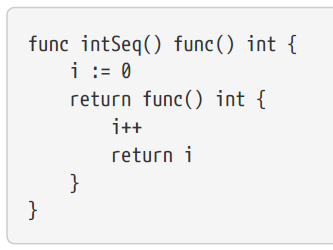 func intSeq() func() int {
    i := 0
    return func() int {
        i++
        return i
    }
}